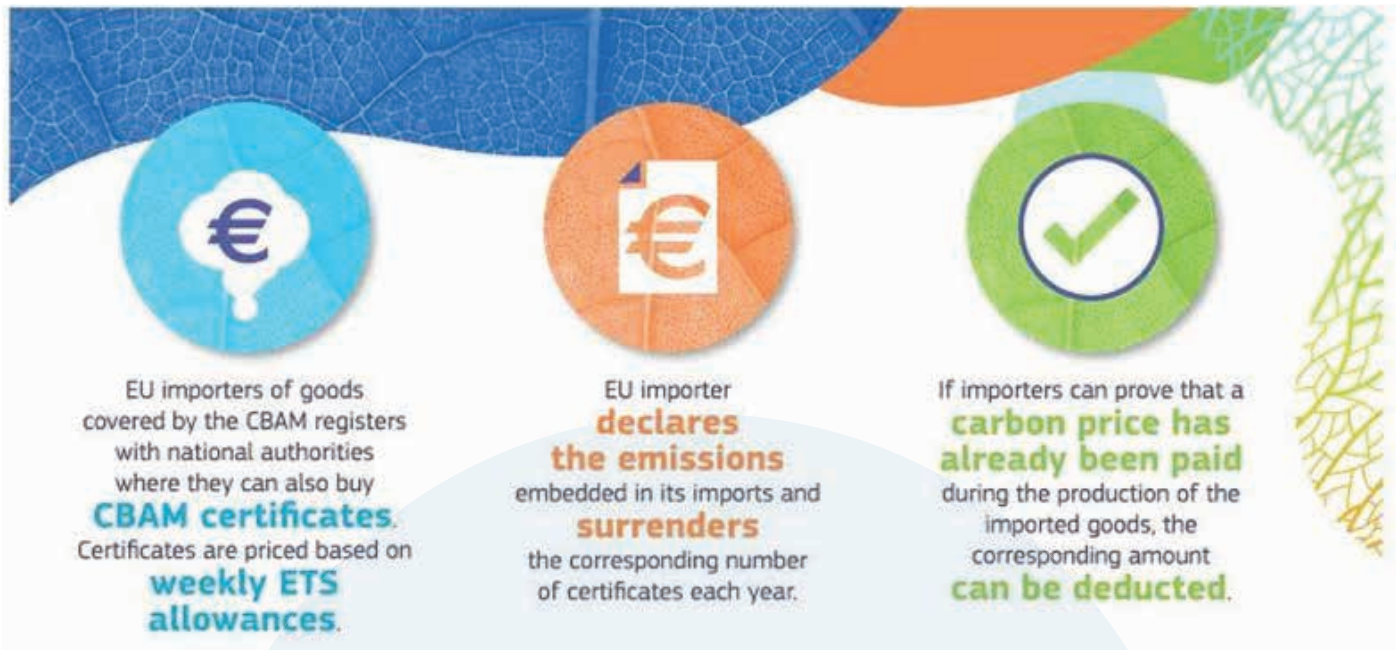 €
EU importers of goods
covered by the CBAM registers
with national authorities
where they can also buy
CBAM certificates.
Certificates are priced based on
weekly ETS
allowances.
€
EU importer
declares
the emissions
embedded in its imports and
surrenders
the corresponding number
of certificates each year.
If importers can prove that a
carbon price has
already been paid
during the production of the
imported goods, the
corresponding amount
can be deducted.